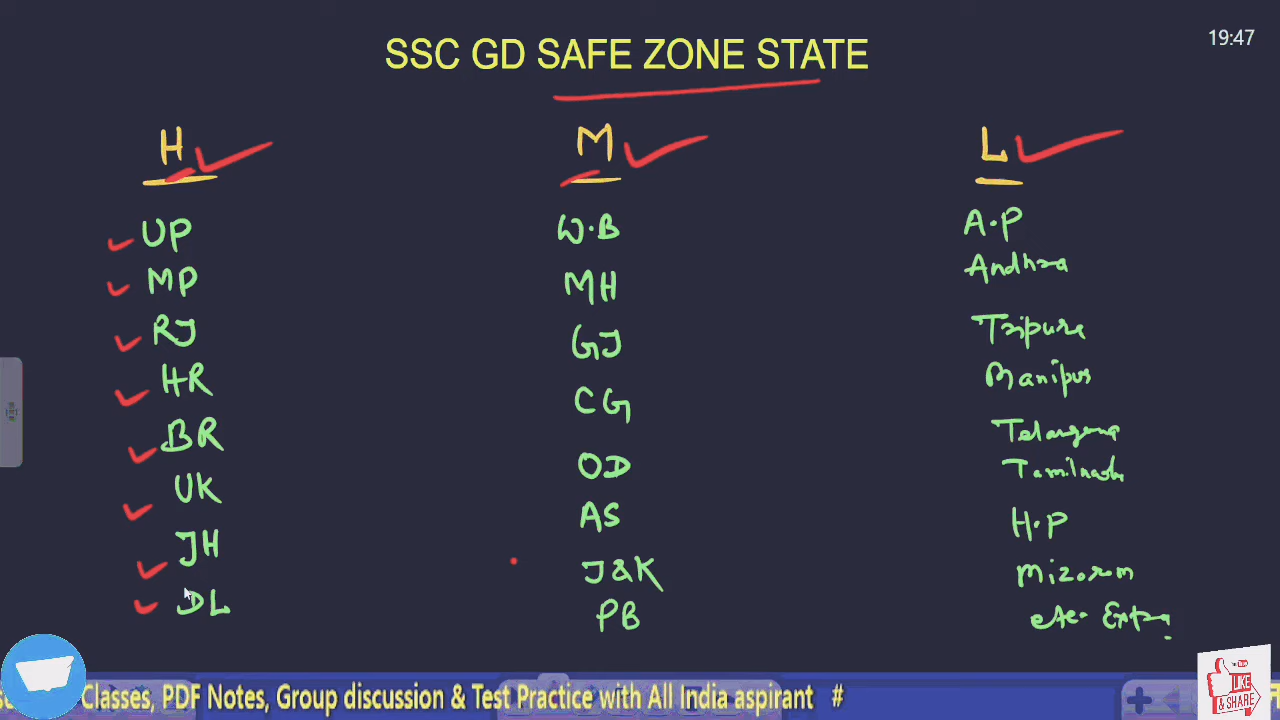 19:47
SSC GD SAFE ZONE STATE
H
UP
MP
RJ
HR
BR
UK
JH
DL
M
W.B
MH
GJ
CG
OD
AS
J&K
PB
L
A.P
Andhra
Tripura
Manipur
Telangana
Tamilnadu
H.P
Mizoram
etc. Extra
Classes, PDF Notes, Group discussion & Test Practice with All India aspirant #
LIKE
& SHARE